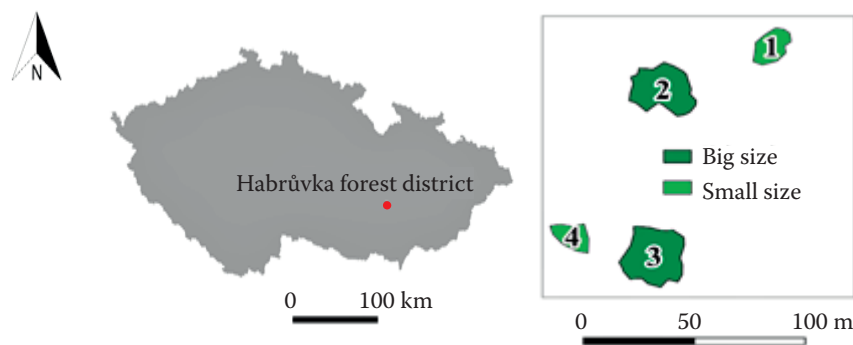 N
Habrůvka forest district
0 100 km
1
2
Big size
Small size
4
3
0 50 100 m